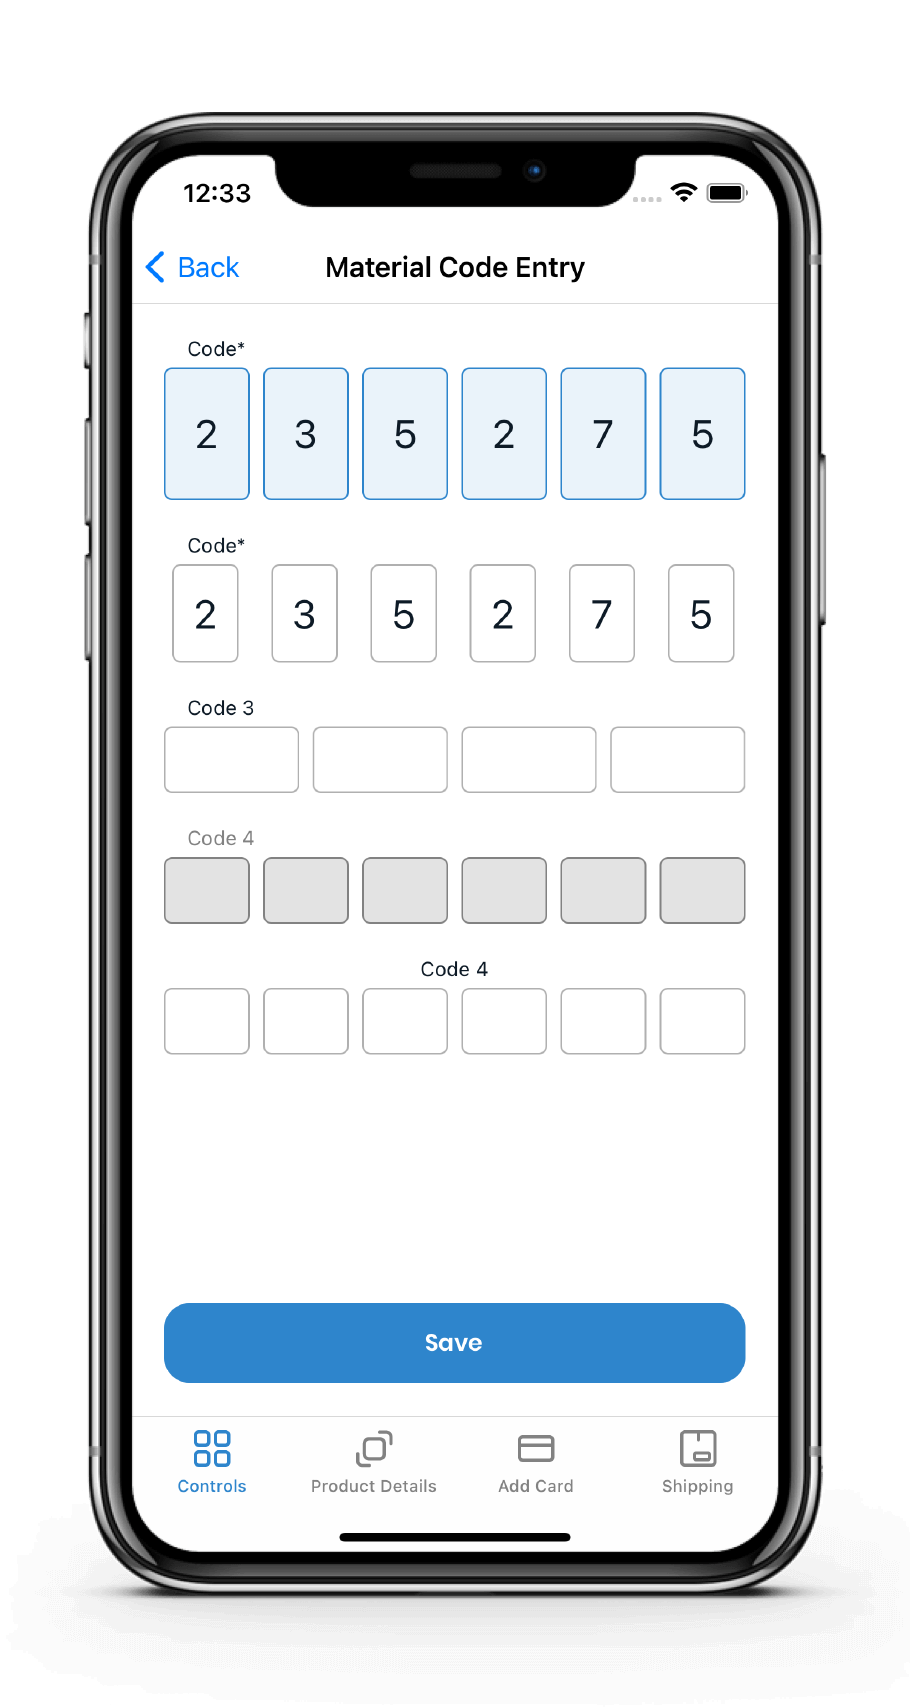 12:33
Back Material Code Entry
Code*
2 3 5 2 7 5
Code*
2 3 5 2 7 5
Code 3
Code 4
Code 4
Save
Controls Product Details Add Card Shipping